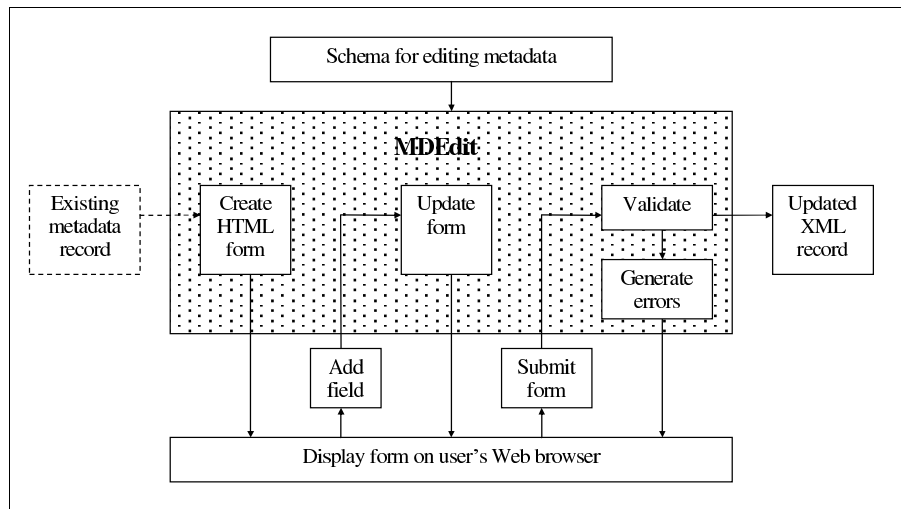 Schema for editing metadata
MDEdit
Existing
metadata
record
Create
HTML
form
Update
form
Validate
Updated
XML
record
Generate
errors
Add
field
Submit
form
Display form on user's Web browser